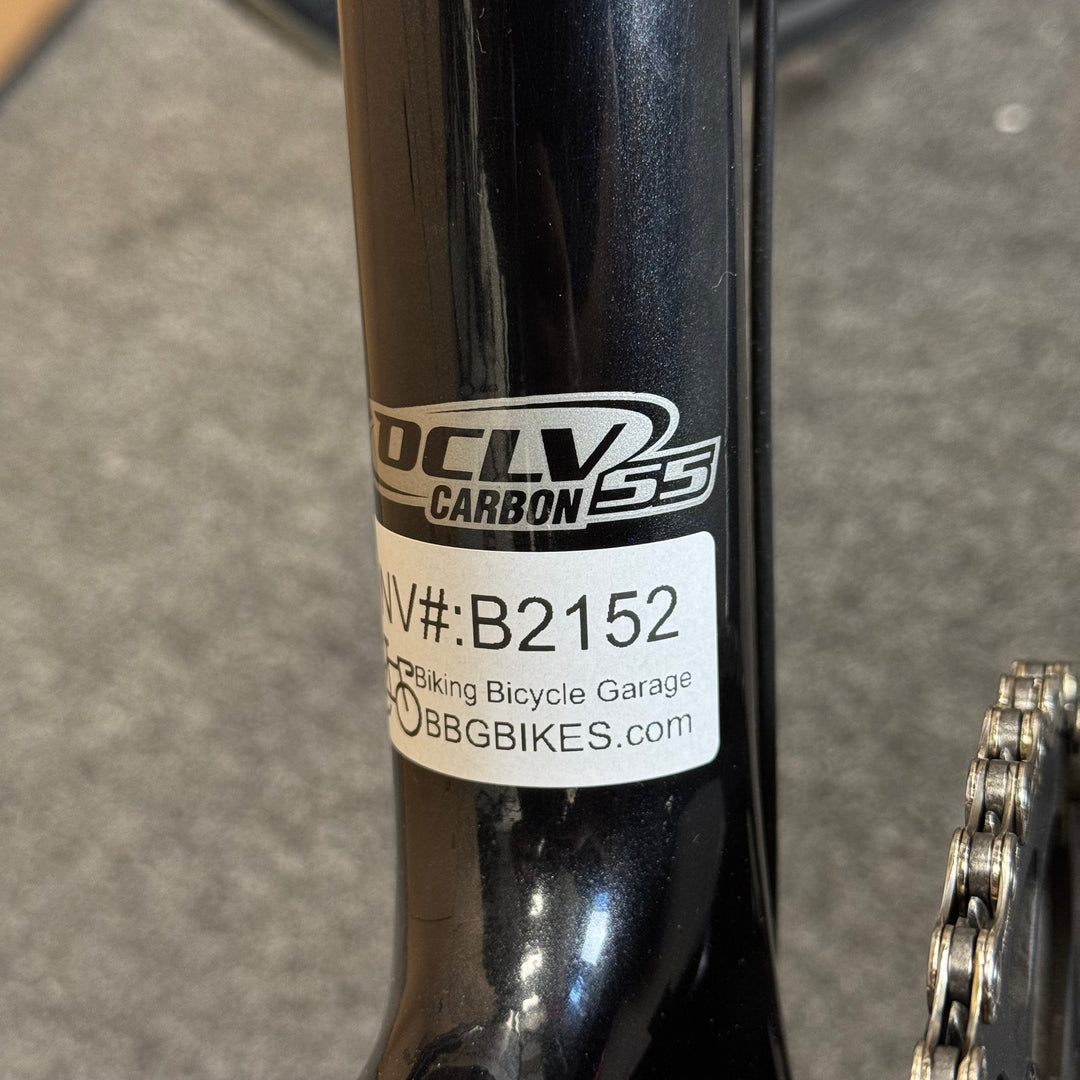 OCLV
CARBON 55
NV#:B2152
Biking Bicycle Garage
BBGBIKES.com